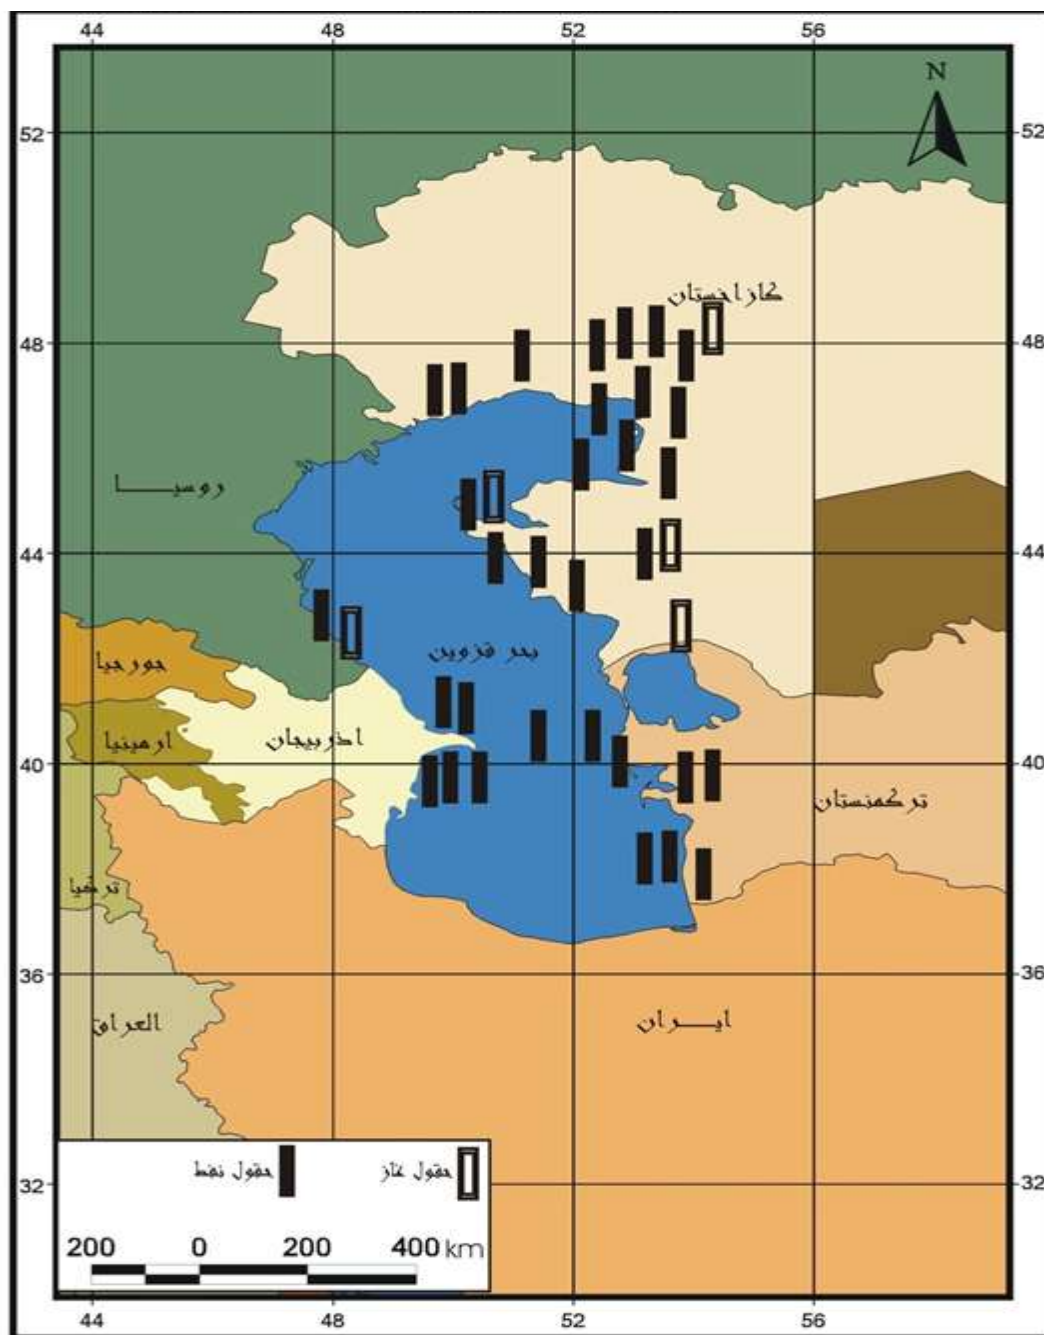 44 48 52 56
N
52 52
كازاخستان
48 48
روسيـــــا
44 44
بحر قزوين
جورجيا
ارمينيا
اذربيجان
40 40
تركمنستان
تركيا
36 36
العراق
ايـــران
حقول غاز
حقول نفط
32 32
200 0 200 400 km
44 48 52 56